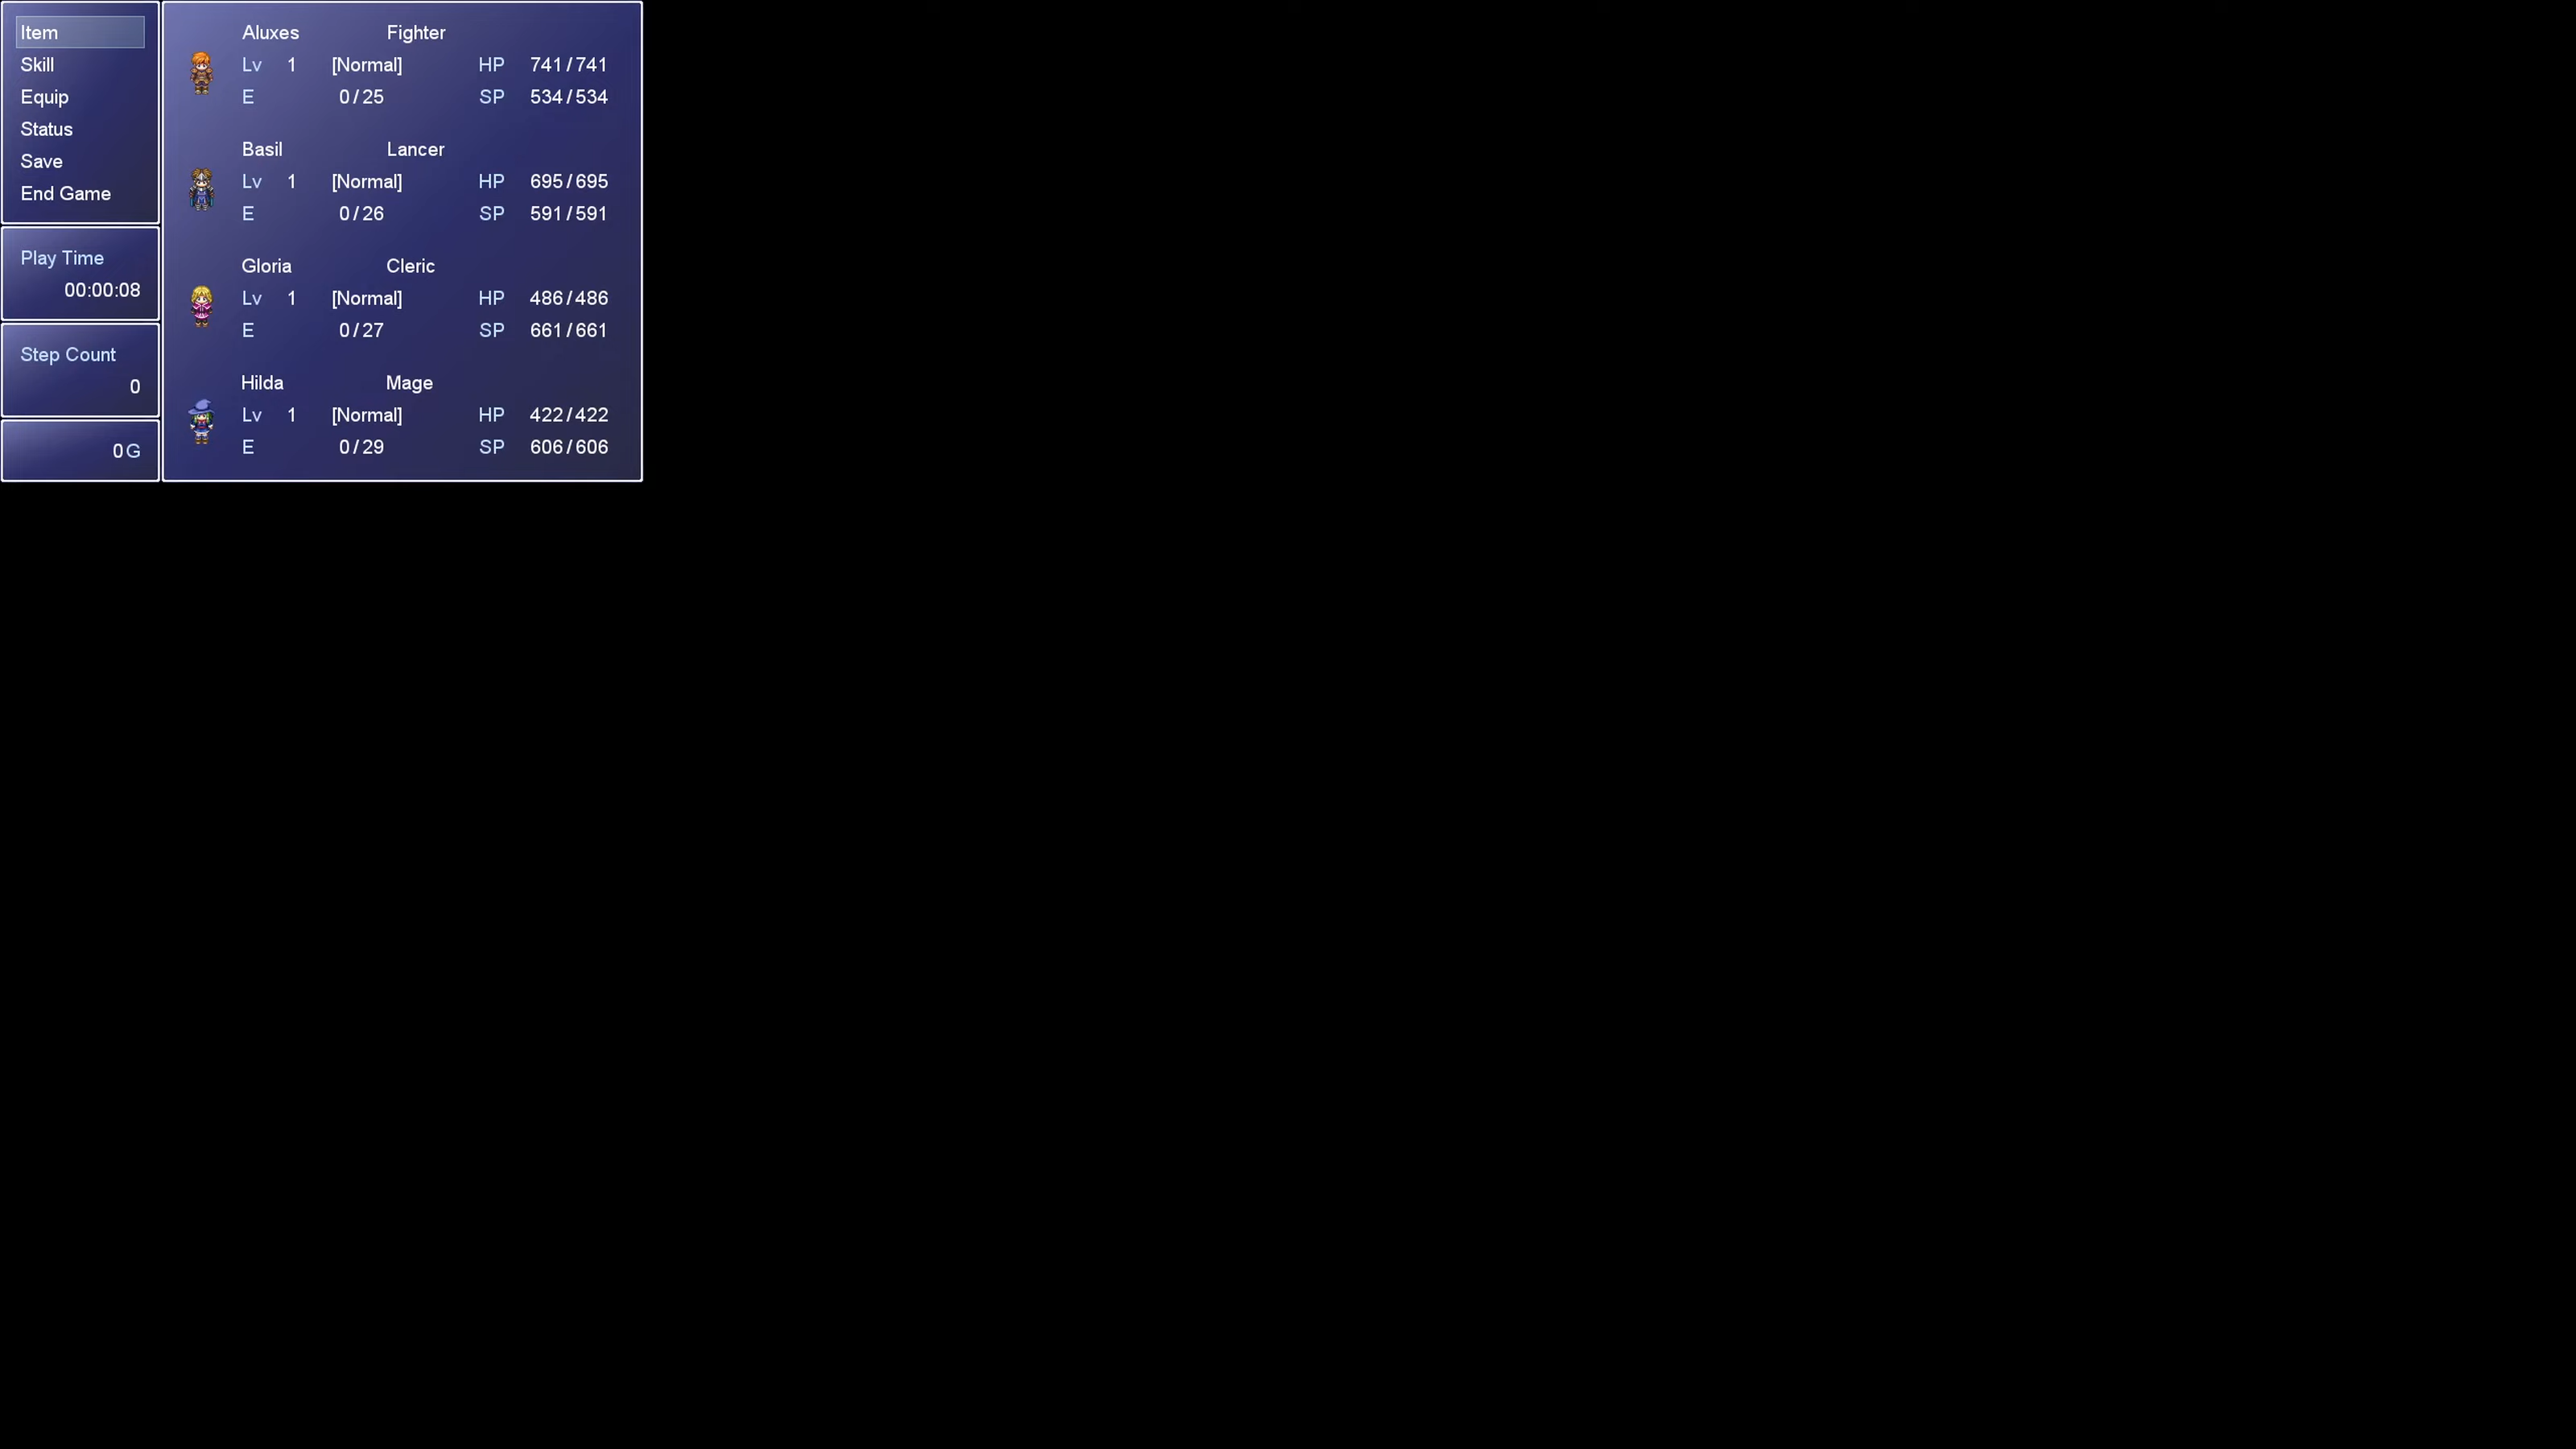 Item
Skill
Equip
Status
Save
End Game
Play Time
00:00:08
Step Count
0
0 G
Aluxes Fighter
Lv 1 [Normal] HP 741/741
E 0/25 SP 534/534
Basil Lancer
Lv 1 [Normal] HP 695/695
E 0/26 SP 591/591
Gloria Cleric
Lv 1 [Normal] HP 486/486
E 0/27 SP 661/661
Hilda Mage
Lv 1 [Normal] HP 422/422
E 0/29 SP 606/606